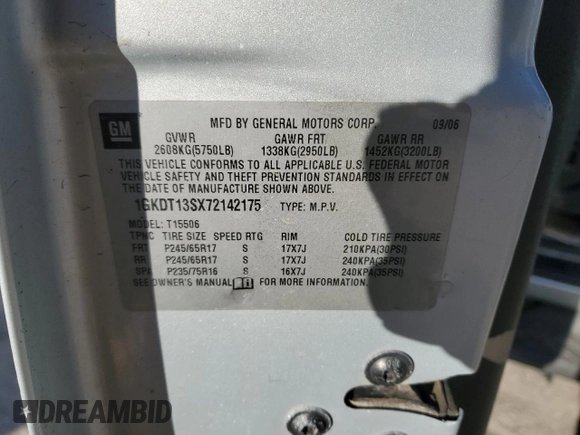 GM
MFD BY GENERAL MOTORS CORP 09/06
GVWR GAWR FRT GAWR RR
2608KG(5750LB) 1338KG(2950LB) 1452KG(3200LB)
THIS VEHICLE CONFORMS TO ALL APPLICABLE U.S. FEDERAL MOTOR
VEHICLE SAFETY AND THEFT PREVENTION STANDARDS IN EFFECT ON
THE DATE OF MANUFACTURE SHOWN ABOVE.
1GKDT13SX72142175 TYPE: M.P.V.
MODEL: T15506
TPMC TIRE SIZE SPEED RTG RIM COLD TIRE PRESSURE
FRT P245/65R17 S 17X7J 210KPA(30PSI)
RR P245/65R17 S 17X7J 240KPA(35PSI)
SPA P235/75R16 S 16X7J 240KPA(35PSI)
SEE OWNER'S MANUAL FOR MORE INFORMATION.
DREAMBID